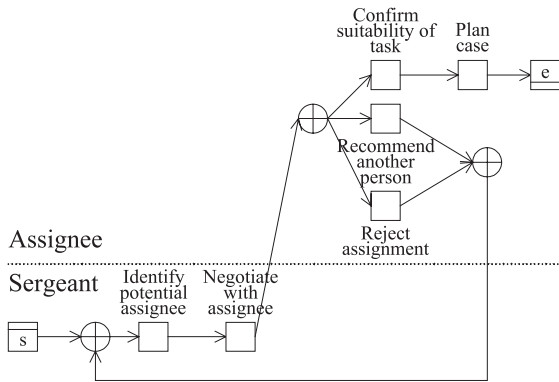 Confirm
suitability of
task
Plan
case
e
Recommend
another
person
Reject
assignment
Assignee
Sergeant
Identify
potential
assignee
Negotiate
with
assignee
s